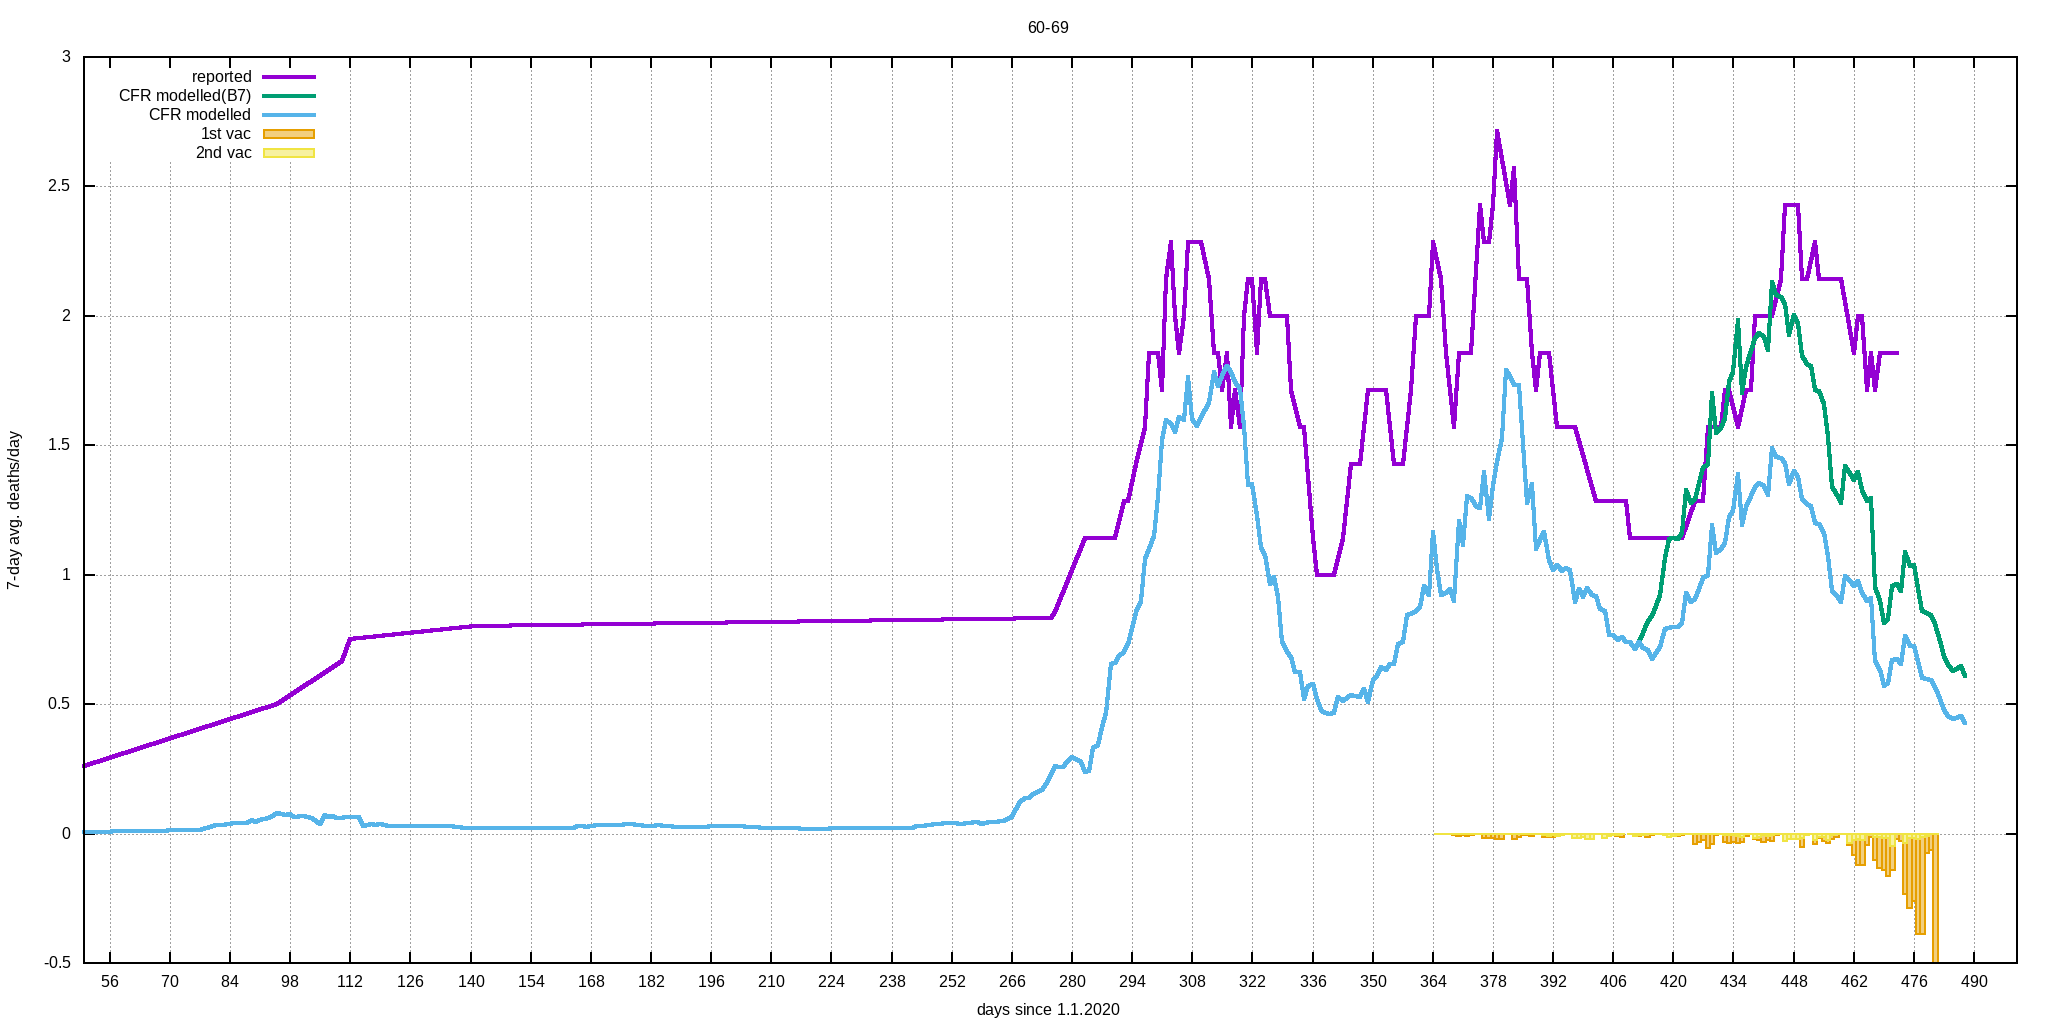 60-69
3
2.5
2
1.5
1
0.5
0
-0.5
7-day avg. deaths/day
reported
CFR modelled(B7)
CFR modelled
1st vac
2nd vac
56 70 84 98 112 126 140 154 168 182 196 210 224 238 252 266 280 294 308 322 336 350 364 378 392 406 420 434 448 462 476 490
days since 1.1.2020